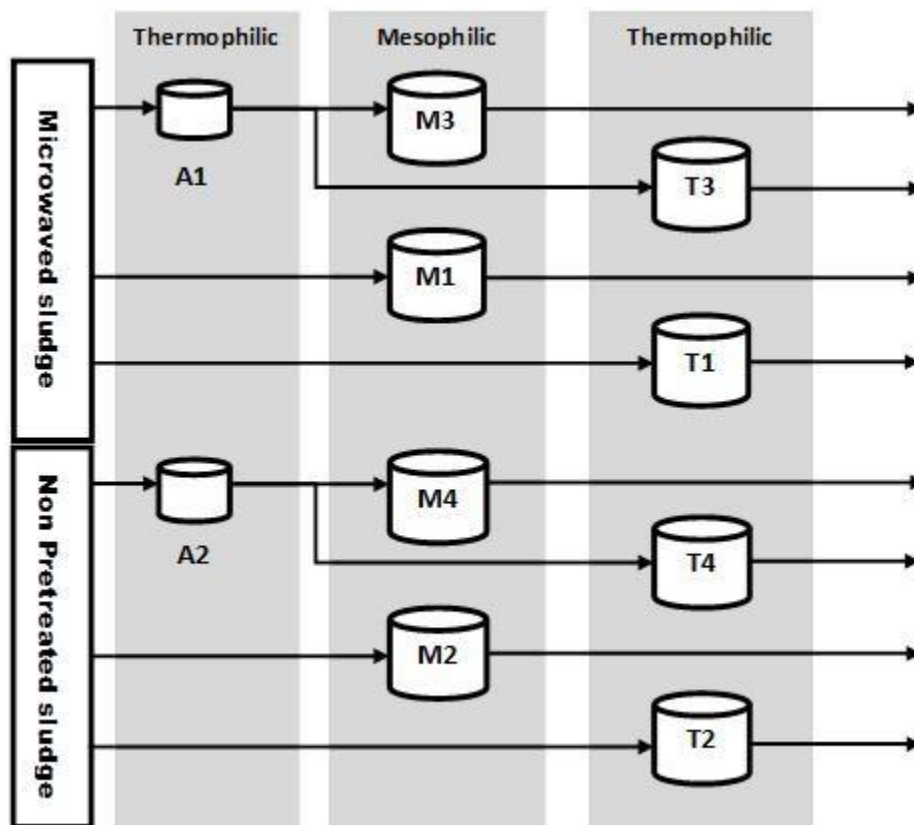 Thermophilic
Mesophilic
Thermophilic
Microwaved sludge
M3
A1
T3
M1
T1
Non Pretreated sludge
M4
A2
T4
M2
T2